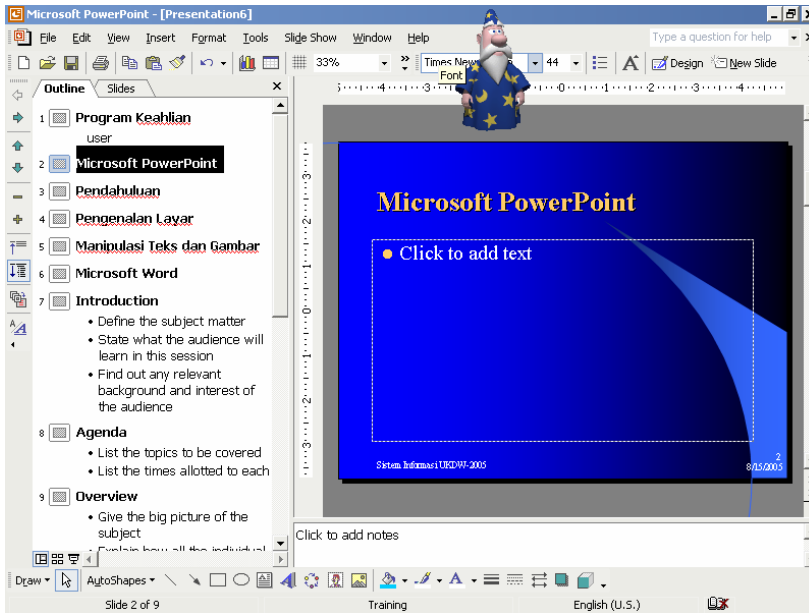 Microsoft PowerPoint - [Presentation6]
File Edit View Insert Format Tools Slide Show Window Help Type a question for help
33% Times New 44 Design New Slide
Font
Outline Slides
1 Program Keahlian
user
2 Microsoft PowerPoint
3 Pendahuluan
4 Pengenalan Layar
5 Manipulasi Teks dan Gambar
6 Microsoft Word
7 Introduction
• Define the subject matter
• State what the audience will
learn in this session
• Find out any relevant
background and interest of
the audience
8 Agenda
• List the topics to be covered
• List the times allotted to each
9 Overview
• Give the big picture of the
subject
• Explain how all the individual
Microsoft PowerPoint
Click to add text
Sistem Informasi UKDW-2005
2
8/15/2005
Click to add notes
Draw AutoShapes
Slide 2 of 9 Training English (U.S.)